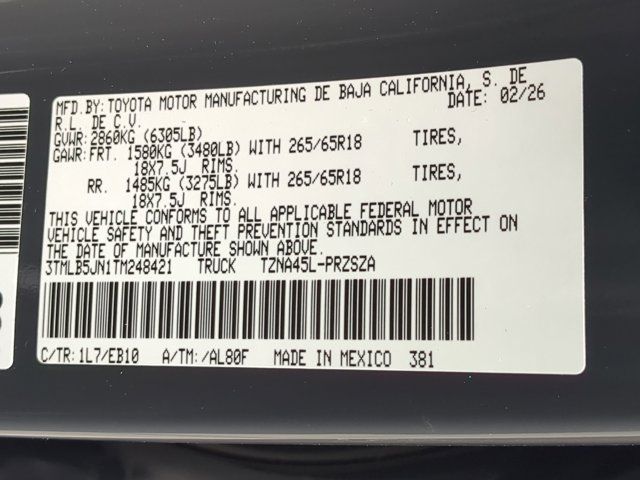 MFD.BY:TOYOTA MOTOR MANUFACTURING DE BAJA CALIFORNIA, S. DE
R.L. DE C.V. DATE: 02/26
GVWR:2860KG (6305LB)
GAWR:FRT. 1580KG (3480LB) WITH 265/65R18 TIRES,
18X7.5J RIMS.
RR. 1485KG (3275LB) WITH 265/65R18 TIRES,
18X7.5J RIMS.
THIS VEHICLE CONFORMS TO ALL APPLICABLE FEDERAL MOTOR
VEHICLE SAFETY AND THEFT PREVENTION STANDARDS IN EFFECT ON
THE DATE OF MANUFACTURE SHOWN ABOVE.
3TMLB5JN1TM248421 TRUCK TZNA45L-PRZSZA
C/TR:1L7/EB10 A/TM:/AL80F MADE IN MEXICO 381